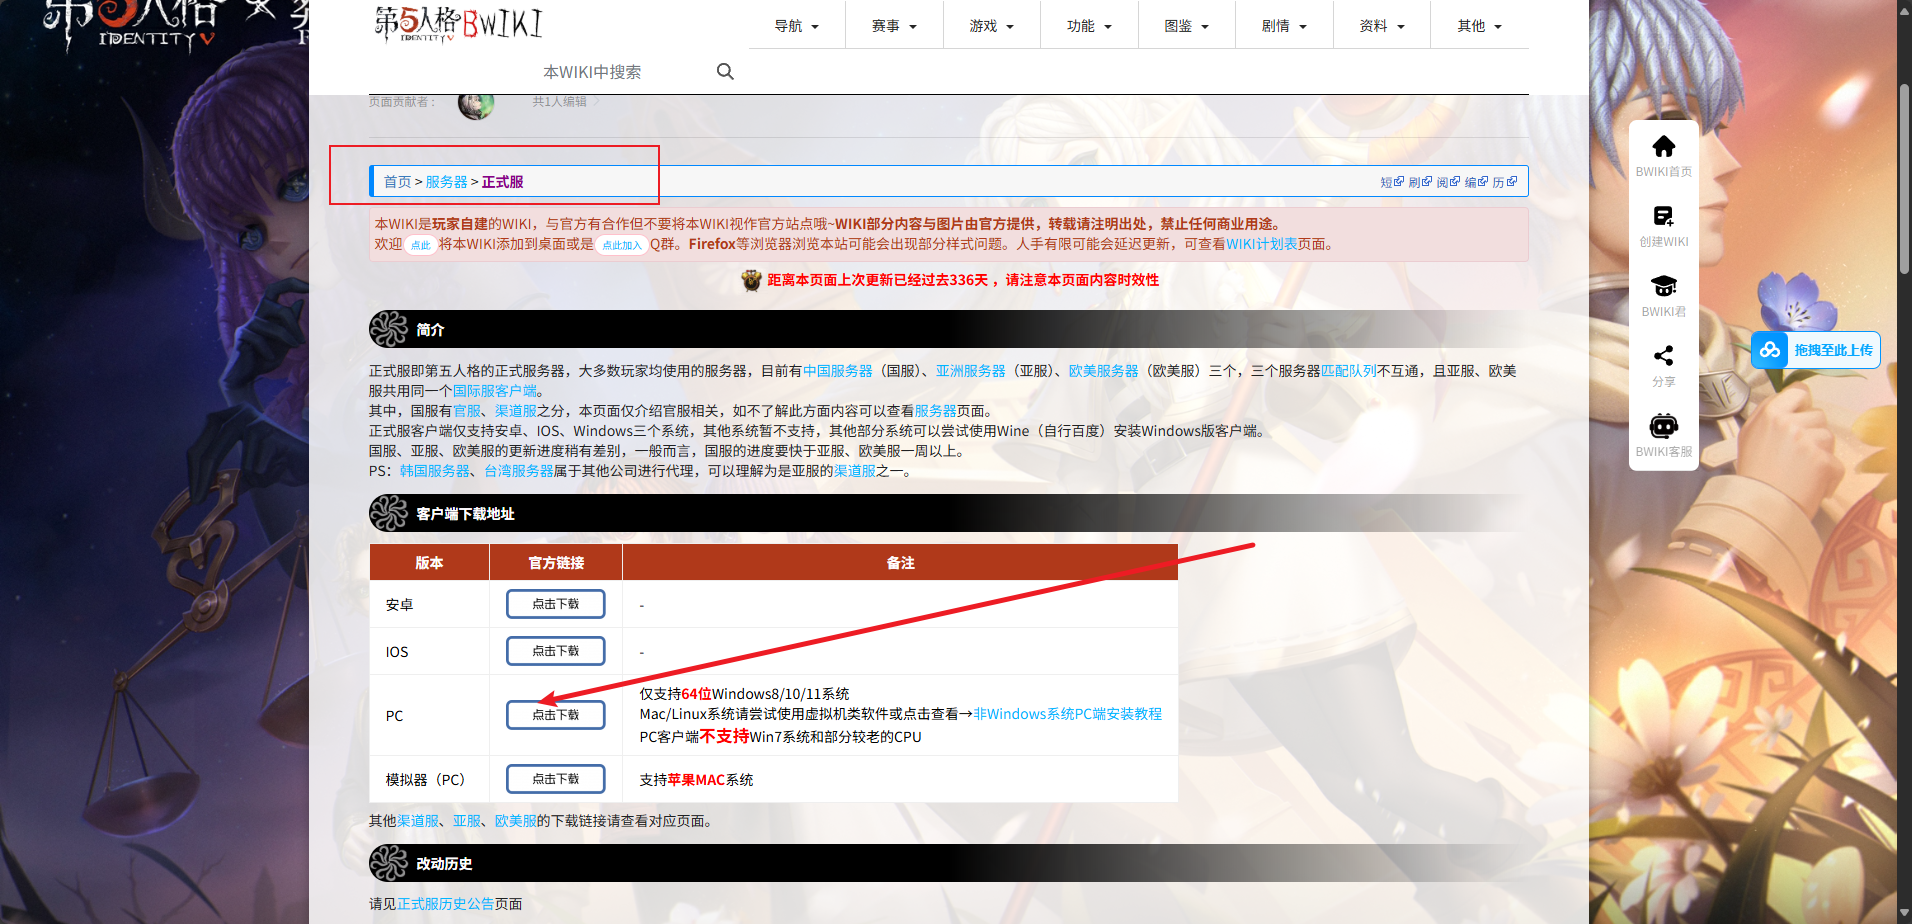 第5人格
IDENTITY V
第5人格BWIKI
IDENTITY V
导航
赛事
游戏
功能
图鉴
剧情
资料
其他
本WIKI中搜索
页面贡献者：
共1人编辑
首页 > 服务器 > 正式服
短 刷 阅 编 历
本WIKI是玩家自建的WIKI，与官方有合作但不要将本WIKI视作官方站点哦~WIKI部分内容与图片由官方提供，转载请注明出处，禁止任何商业用途。
欢迎 点此 将本WIKI添加到桌面或是 点此加入 Q群。Firefox等浏览器浏览本站可能会出现部分样式问题。人手有限可能会延迟更新，可查看WIKI计划表页面。
距离本页面上次更新已经过去336天 ，请注意本页面内容时效性
简介
正式服即第五人格的正式服务器，大多数玩家均使用的服务器，目前有中国服务器（国服）、亚洲服务器（亚服）、欧美服务器（欧美服）三个，三个服务器匹配队列不互通，且亚服、欧美
服共用同一个国际服客户端。
其中，国服有官服、渠道服之分，本页面仅介绍官服相关，如不了解此方面内容可以查看服务器页面。
正式服客户端仅支持安卓、IOS、Windows三个系统，其他系统暂不支持，其他部分系统可以尝试使用Wine（自行百度）安装Windows版客户端。
国服、亚服、欧美服的更新进度稍有差别，一般而言，国服的进度要快于亚服、欧美服一周以上。
PS：韩国服务器、台湾服务器属于其他公司进行代理，可以理解为是亚服的渠道服之一。
客户端下载地址
版本
官方链接
备注
安卓
点击下载
-
IOS
点击下载
-
PC
点击下载
仅支持64位Windows8/10/11系统
Mac/Linux系统请尝试使用虚拟机类软件或点击查看→非Windows系统PC端安装教程
PC客户端不支持Win7系统和部分较老的CPU
模拟器（PC）
点击下载
支持苹果MAC系统
其他渠道服、亚服、欧美服的下载链接请查看对应页面。
改动历史
请见正式服历史公告页面
BWIKI首页
创建WIKI
BWIKI君
分享
BWIKI客服
拖拽至此上传